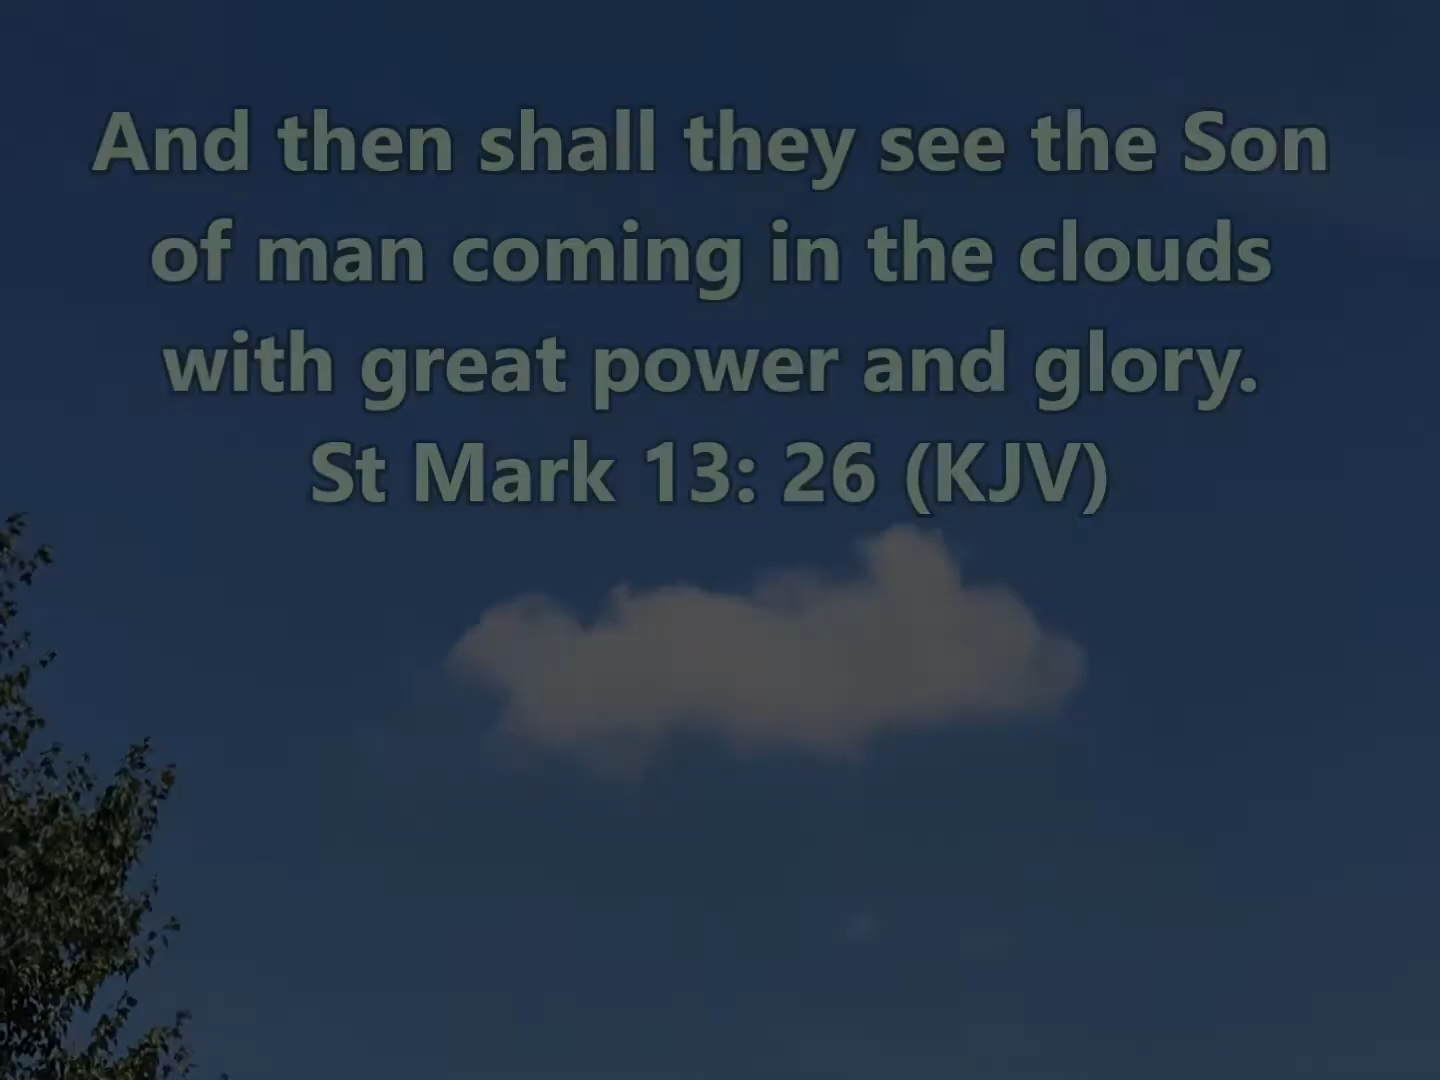 And then shall they see the Son
of man coming in the clouds
with great power and glory.
St Mark 13: 26 (KJV)